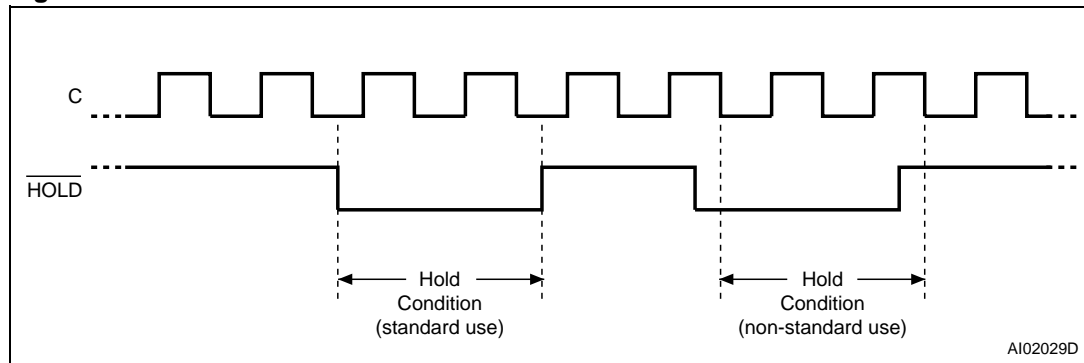 C
HOLD
Hold
Condition
(standard use)
Hold
Condition
(non-standard use)
AI02029D